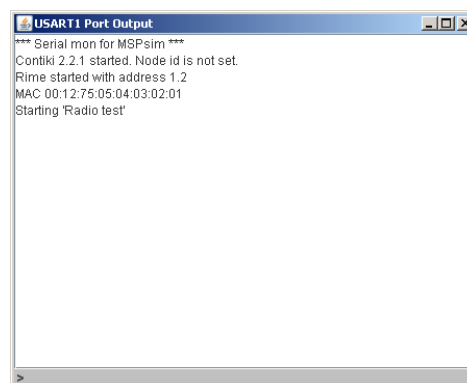 USART1 Port Output
*** Serial mon for MSPsim ***
Contiki 2.2.1 started. Node id is not set.
Rime started with address 1.2
MAC 00:12:75:05:04:03:02:01
Starting 'Radio test'
>